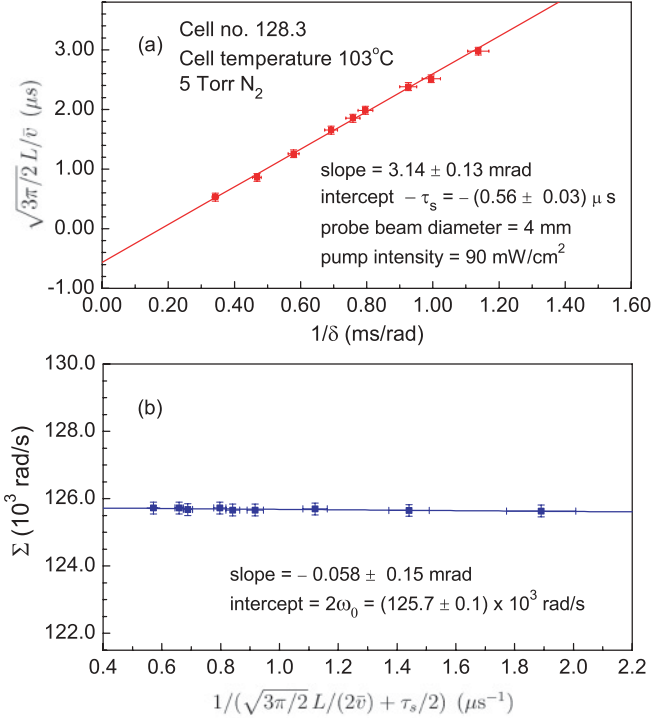 (a)
Cell no. 128.3
Cell temperature 103°C
5 Torr N₂
√3π/2 L/v̄ (μs)
3.00
2.00
1.00
0.00
-1.00
slope = 3.14 ± 0.13 mrad
intercept − τₛ = − (0.56 ± 0.03) μ s
probe beam diameter = 4 mm
pump intensity = 90 mW/cm²
0.00 0.20 0.40 0.60 0.80 1.00 1.20 1.40 1.60
1/δ (ms/rad)
(b)
Σ (10³ rad/s)
130.0
128.0
126.0
124.0
122.0
slope = − 0.058 ± 0.15 mrad
intercept = 2ω₀ = (125.7 ± 0.1) x 10³ rad/s
0.4 0.6 0.8 1.0 1.2 1.4 1.6 1.8 2.0 2.2
1/(√3π/2 L/(2v̄) + τₛ/2) (μs⁻¹)